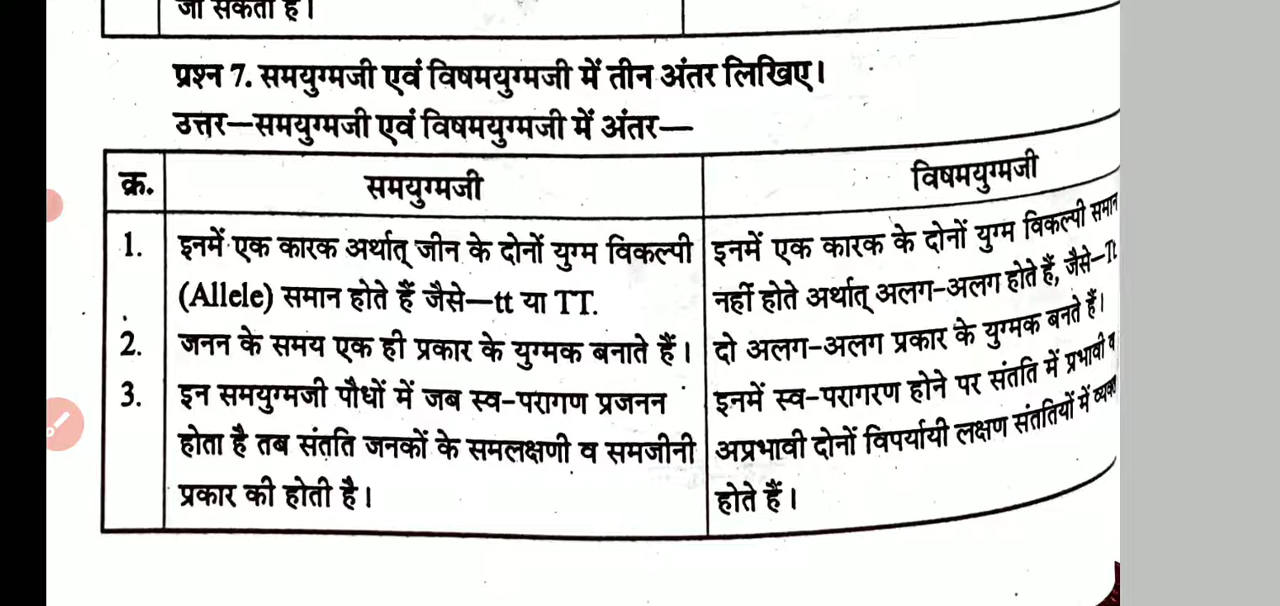 जा सकता है।
प्रश्न 7. समयुग्मजी एवं विषमयुग्मजी में तीन अंतर लिखिए।
उत्तर—समयुग्मजी एवं विषमयुग्मजी में अंतर—
क्र. समयुग्मजी विषमयुग्मजी
1. इनमें एक कारक अर्थात् जीन के दोनों युग्म विकल्पी इनमें एक कारक के दोनों युग्म विकल्पी समान
(Allele) समान होते हैं जैसे—tt या TT. नहीं होते अर्थात् अलग-अलग होते हैं, जैसे—Tt
2. जनन के समय एक ही प्रकार के युग्मक बनाते हैं। दो अलग-अलग प्रकार के युग्मक बनते हैं।
3. इन समयुग्मजी पौधों में जब स्व-परागण प्रजनन इनमें स्व-परागरण होने पर संतति में प्रभावी व
होता है तब संतति जनकों के समलक्षणी व समजीनी अप्रभावी दोनों विपर्यायी लक्षण संततियों में व्यक्त
प्रकार की होती है। होते हैं।